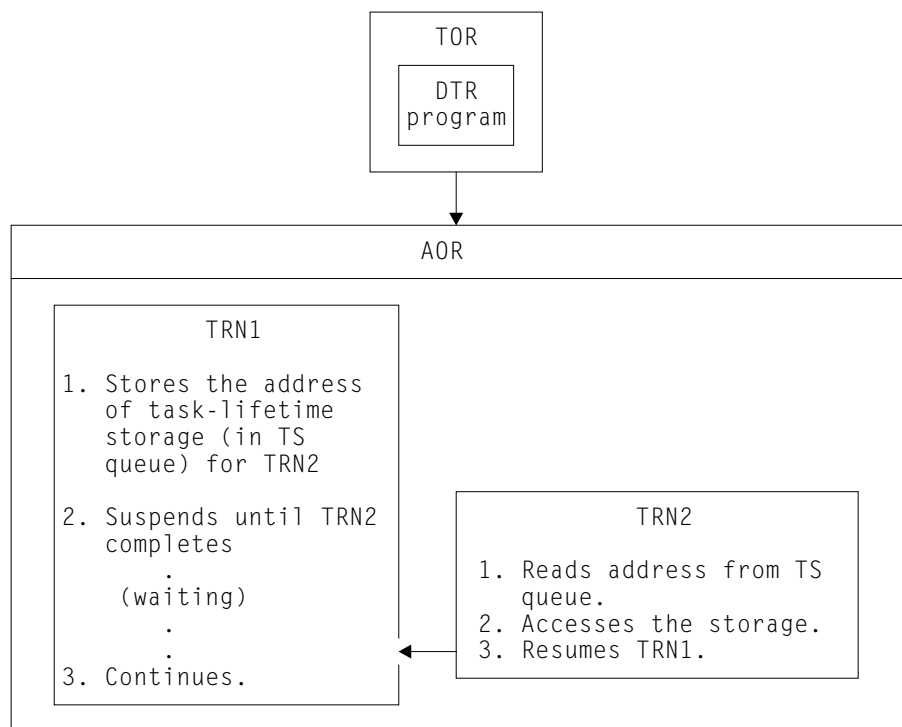 TOR
DTR
program
AOR
TRN1
1. Stores the address
of task-lifetime
storage (in TS
queue) for TRN2
2. Suspends until TRN2
completes
.
(waiting)
.
.
3. Continues.
TRN2
1. Reads address from TS
queue.
2. Accesses the storage.
3. Resumes TRN1.